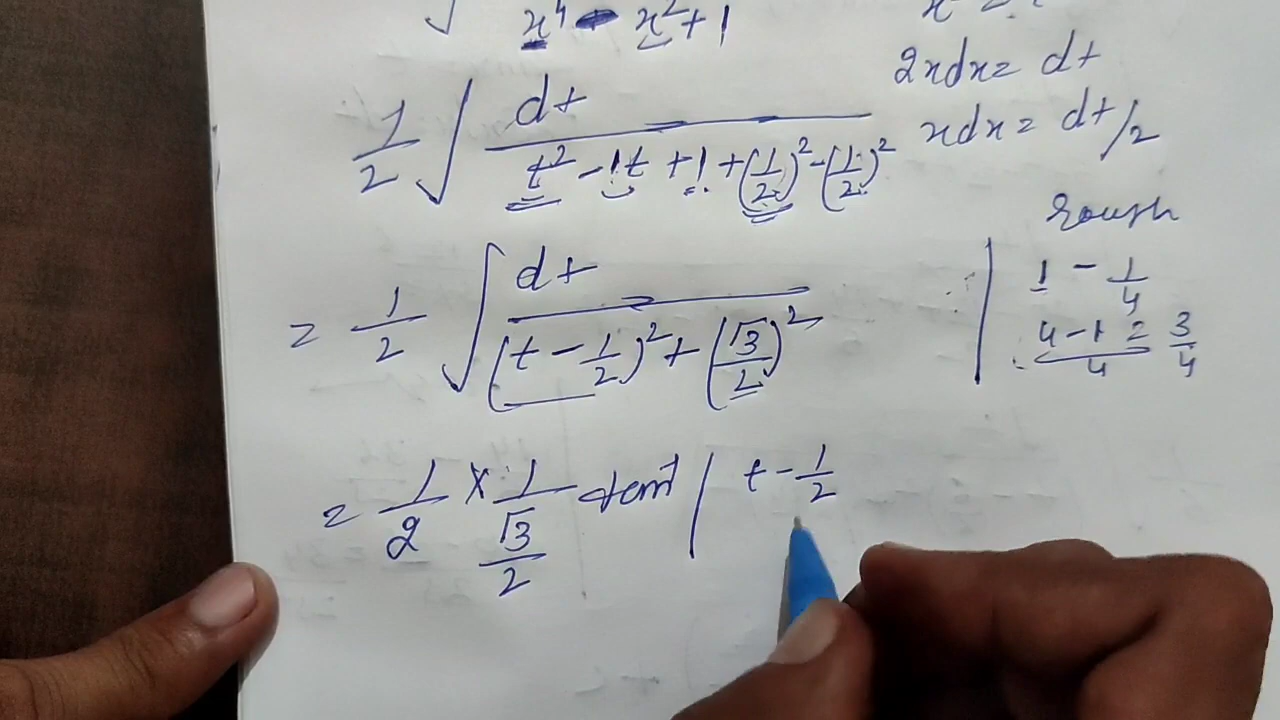 ∫ x⁴ - x² + 1
2xdx = dt
xdx = dt/2
1/2 ∫ dt / t² - 1t + 1 + (1/2)² - (1/2)²
rough
= 1/2 ∫ dt / (t - 1/2)² + (√3/2)²
1 - 1/4
4-1/4 = 3/4
= 1/2 × 1/(√3/2) tan⁻¹ | t - 1/2